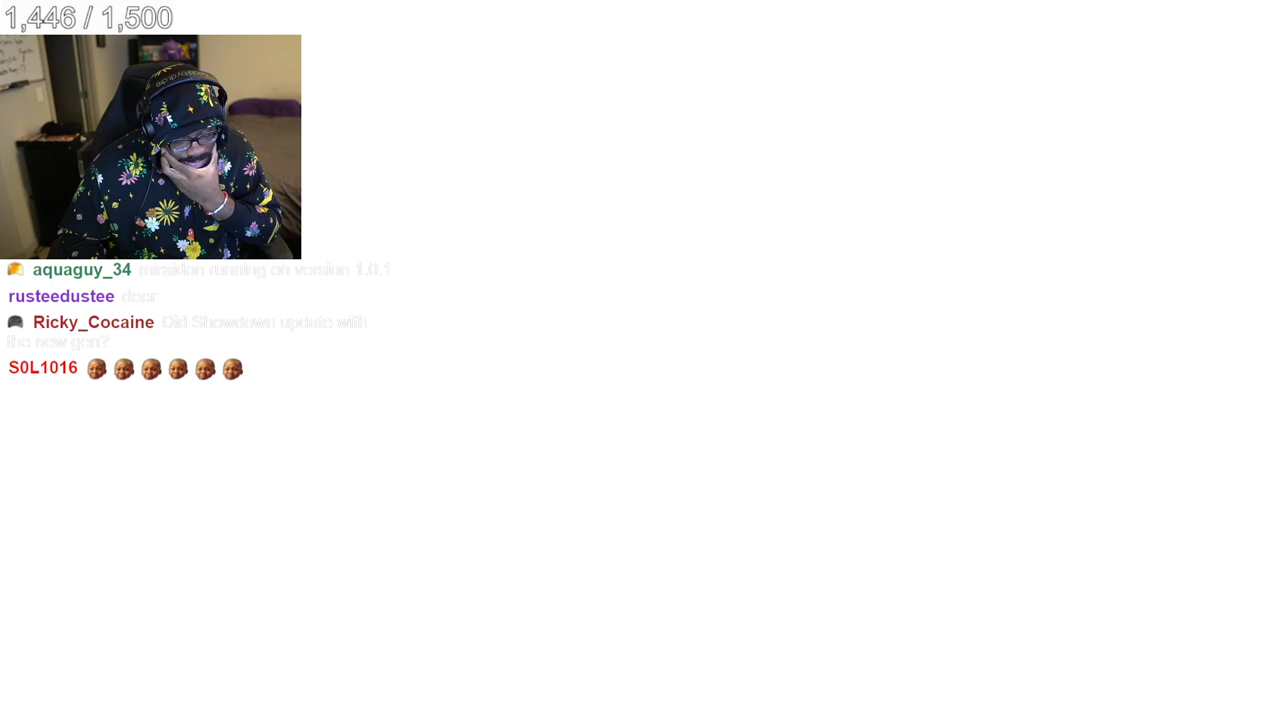 1,446 / 1,500
aquaguy_34 miraidon running on version 1.0.1
rusteedustee deer
Ricky_Cocaine Did Showdown update with
the new gen?
S0L1016